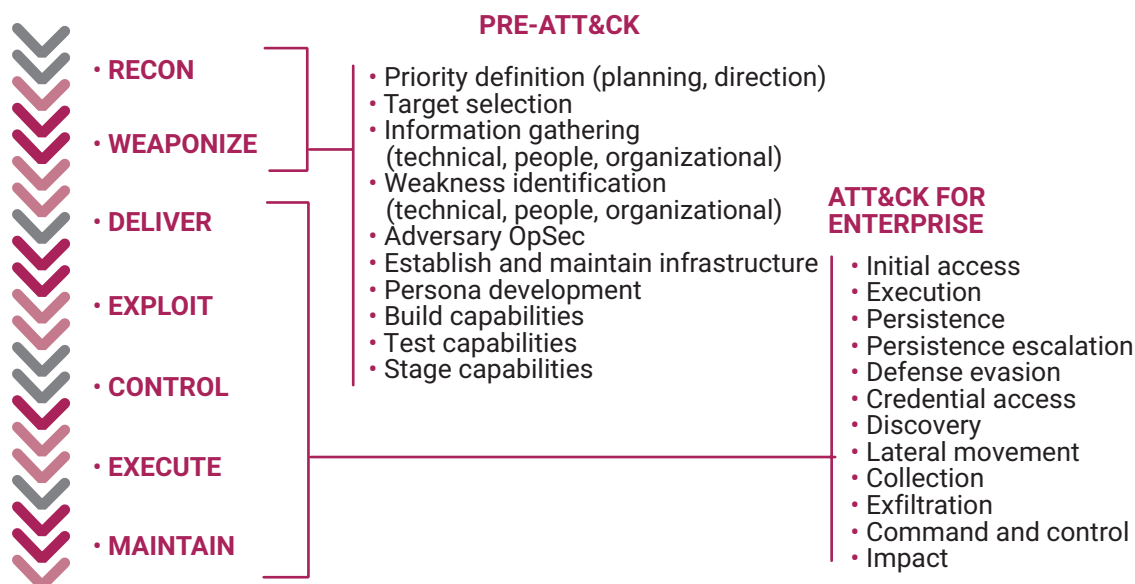 PRE-ATT&CK
• RECON
• WEAPONIZE
• DELIVER
• EXPLOIT
• CONTROL
• EXECUTE
• MAINTAIN
• Priority definition (planning, direction)
• Target selection
• Information gathering
(technical, people, organizational)
• Weakness identification
(technical, people, organizational)
• Adversary OpSec
• Establish and maintain infrastructure
• Persona development
• Build capabilities
• Test capabilities
• Stage capabilities
ATT&CK FOR
ENTERPRISE
• Initial access
• Execution
• Persistence
• Persistence escalation
• Defense evasion
• Credential access
• Discovery
• Lateral movement
• Collection
• Exfiltration
• Command and control
• Impact